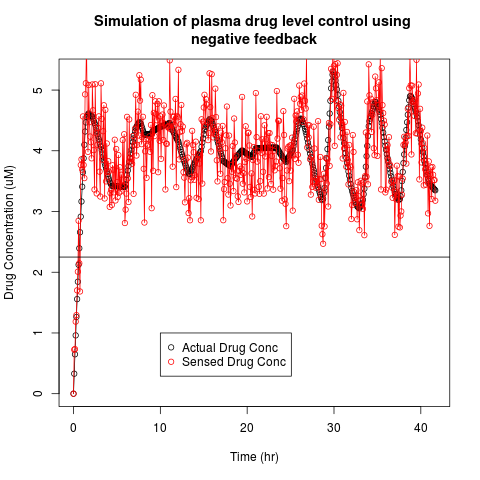 Simulation of plasma drug level control using
negative feedback
Drug Concentration (uM)
5
4
3
2
1
0
Actual Drug Conc
Sensed Drug Conc
0 10 20 30 40
Time (hr)